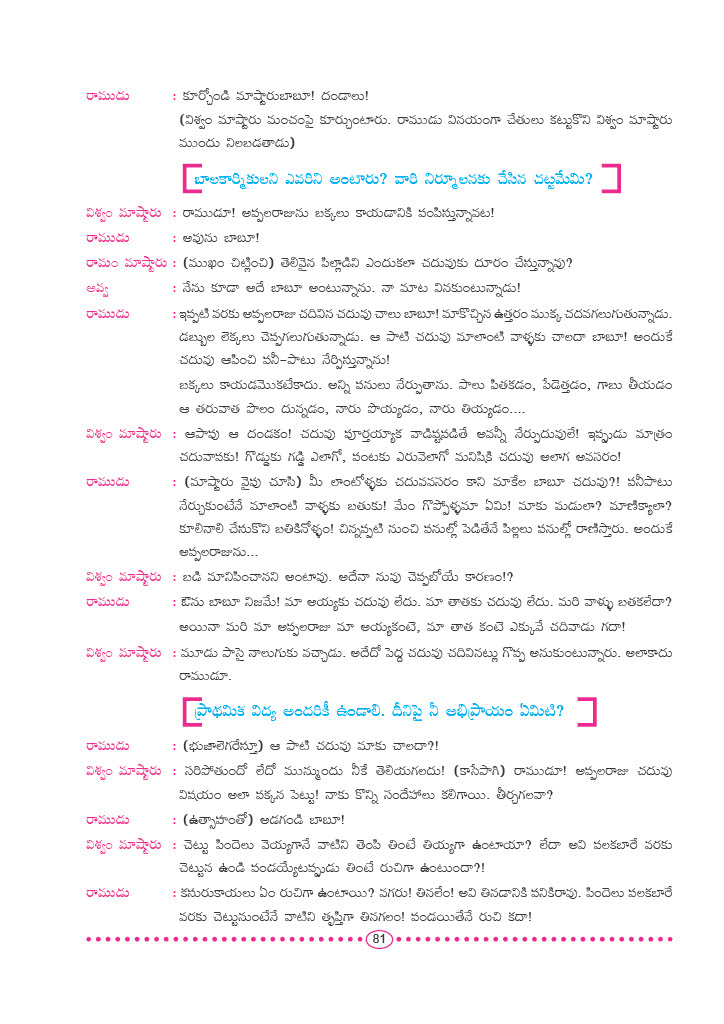 రాముడు : కూర్చోండి మాష్టారుబాబూ! దండాలు!
(విశ్వం మాష్టారు మంచంపై కూర్చుంటారు. రాముడు వినయంగా చేతులు కట్టుకొని విశ్వం మాష్టారు
ముందు నిలబడతాడు)
బాలకార్మికులని ఎవరిని అంటారు? వారి నిర్మూలనకు చేసిన చట్టమేమి?
విశ్వం మాష్టారు : రాముడూ! అప్పలరాజును బక్కలు కాయడానికి పంపిస్తున్నావట!
రాముడు : అవును బాబూ!
రామం మాష్టారు : (ముఖం చిట్లించి) తెలివైన పిల్లాడిని ఎందుకలా చదువుకు దూరం చేస్తున్నావు?
అవ్వ : నేను కూడా అదే బాబూ అంటున్నాను. నా మాట వినకుంటున్నాడు!
రాముడు : ఇప్పటి వరకు అప్పలరాజు చదివిన చదువు చాలు బాబూ! మాకొచ్చిన ఉత్తరం ముక్క చదవగలుగుతున్నాడు.
డబ్బుల లెక్కలు చెప్పగలుగుతున్నాడు. ఆ పాటి చదువు మాలాంటి వాళ్ళకు చాలదా బాబూ! అందుకే
చదువు ఆపించి పనీ-పాటు నేర్పిస్తున్నాను!
బక్కలు కాయడమొకటేకాదు. అన్ని పనులు నేర్పుతాను. పాలు పితకడం, పేడెత్తడం, గాబు తీయడం
ఆ తరువాత పొలం దున్నడం, నారు పొయ్యడం, నారు తియ్యడం....
విశ్వం మాష్టారు : ఆపావు ఆ దండకం! చదువు పూర్తయ్యాక వాడిష్టపడితే అవన్నీ నేర్పుదువులే! ఇప్పుడు మాత్రం
చదువాపకు! గొడ్డుకు గడ్డి ఎలాగో, పంటకు ఎరువెలాగో మనిషికి చదువు అలాగ అవసరం!
రాముడు : (మాష్టారు వైపు చూసి) మీ లాంటోళ్ళకు చదువవసరం కాని మాకేల బాబూ చదువు?! పనీపాటు
నేర్చుకుంటేనే మాలాంటి వాళ్ళకు బతుకు! మేం గొప్పోళ్ళమా ఏమి! మాకు మడులా? మాణిక్యాలా?
కూలినాలి చేసుకొని బతికినోళ్ళం! చిన్నప్పటి నుంచి పనుల్లో పెడితేనే పిల్లలు పనుల్లో రాణిస్తారు. అందుకే
అప్పలరాజును...
విశ్వం మాష్టారు : బడి మానిపించానని అంటావు. అదేనా నువు చెప్పబోయే కారణం!?
రాముడు : ఔను బాబూ నిజమే! మా అయ్యకు చదువు లేదు. మా తాతకు చదువు లేదు. మరి వాళ్ళు బతకలేదా?
అయినా మరి మా అప్పలరాజు మా అయ్యకంటె, మా తాత కంటె ఎక్కువే చదివాడు గదా!
విశ్వం మాష్టారు : మూడు పాసై నాలుగుకు వచ్చాడు. అదేదో పెద్ద చదువు చదివినట్లు గొప్ప అనుకుంటున్నారు. అలాకాదు
రాముడూ.
ప్రాథమిక విద్య అందరికీ ఉండాలి. దీనిపై నీ అభిప్రాయం ఏమిటి?
రాముడు : (భుజాలెగరేస్తూ) ఆ పాటి చదువు మాకు చాలదా?!
విశ్వం మాష్టారు : సరిపోతుందో లేదో మున్ముందు నీకే తెలియగలదు! (కాసేపాగి) రాముడూ! అప్పలరాజు చదువు
విషయం అలా పక్కన పెట్టు! నాకు కొన్ని సందేహాలు కలిగాయి. తీర్చగలవా?
రాముడు : (ఉత్సాహంతో) అడగండి బాబూ!
విశ్వం మాష్టారు : చెట్టు పిందెలు వెయ్యగానే వాటిని తెంపి తింటే తియ్యగా ఉంటాయా? లేదా అవి పలకబారే వరకు
చెట్టున ఉండి పండయ్యేటప్పుడు తింటే రుచిగా ఉంటుందా?!
రాముడు : కసురుకాయలు ఏం రుచిగా ఉంటాయి? వగరు! తినలేం! అవి తినడానికి పనికిరావు. పిందెలు పలకబారే
వరకు చెట్టునుంటేనే వాటిని తృప్తిగా తినగలం! పండయితేనే రుచి కదా!
81